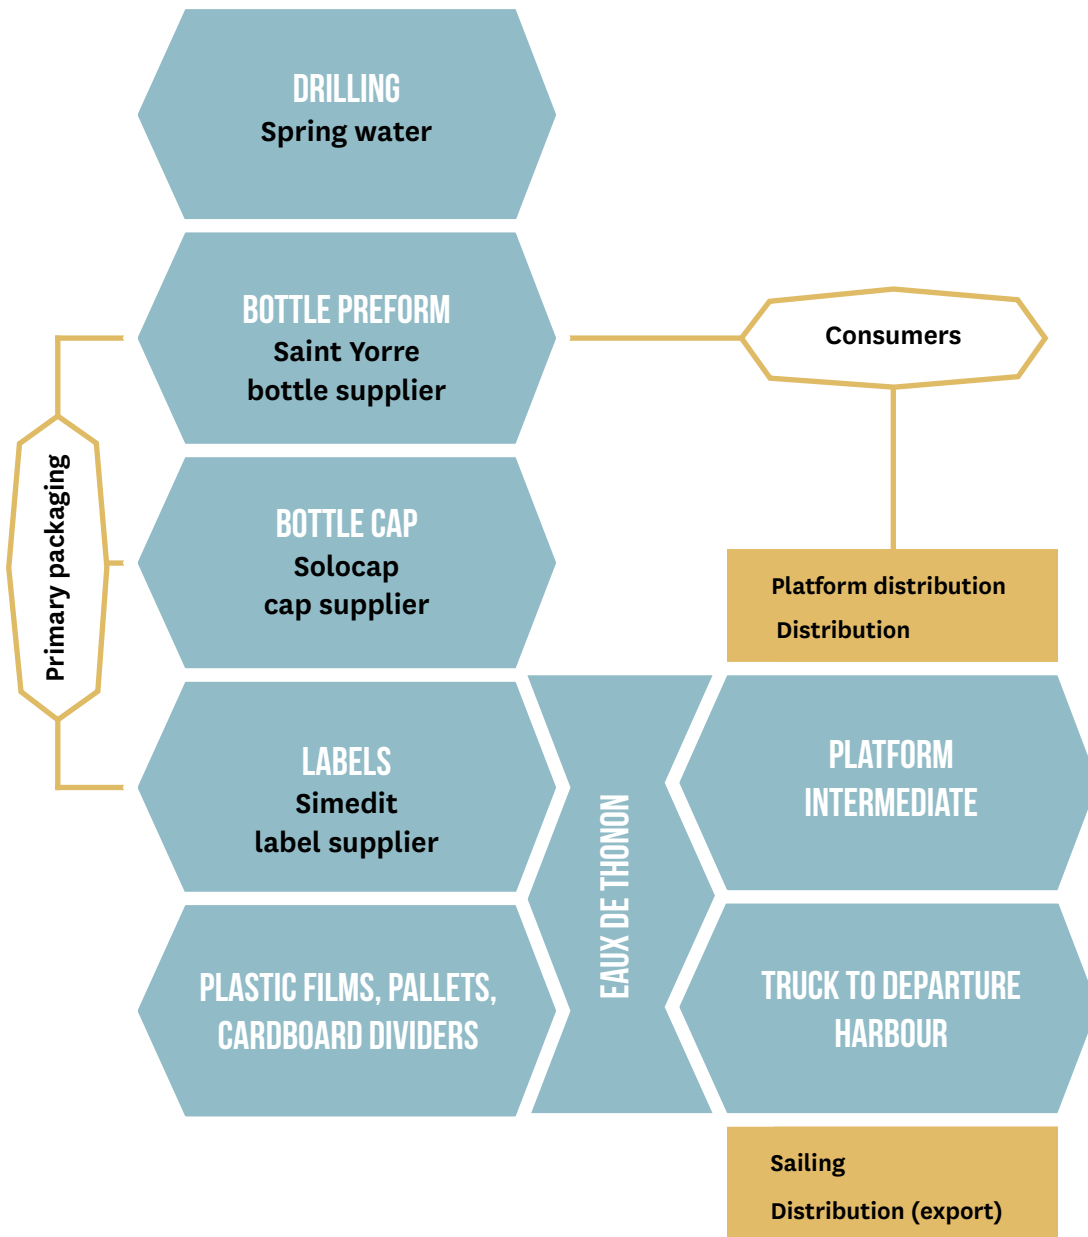 DRILLING
Spring water
BOTTLE PREFORM
Saint Yorre
bottle supplier
Consumers
Primary packaging
BOTTLE CAP
Solocap
cap supplier
Platform distribution
Distribution
LABELS
Simedit
label supplier
EAUX DE THONON
PLATFORM
INTERMEDIATE
PLASTIC FILMS, PALLETS,
CARDBOARD DIVIDERS
TRUCK TO DEPARTURE
HARBOUR
Sailing
Distribution (export)